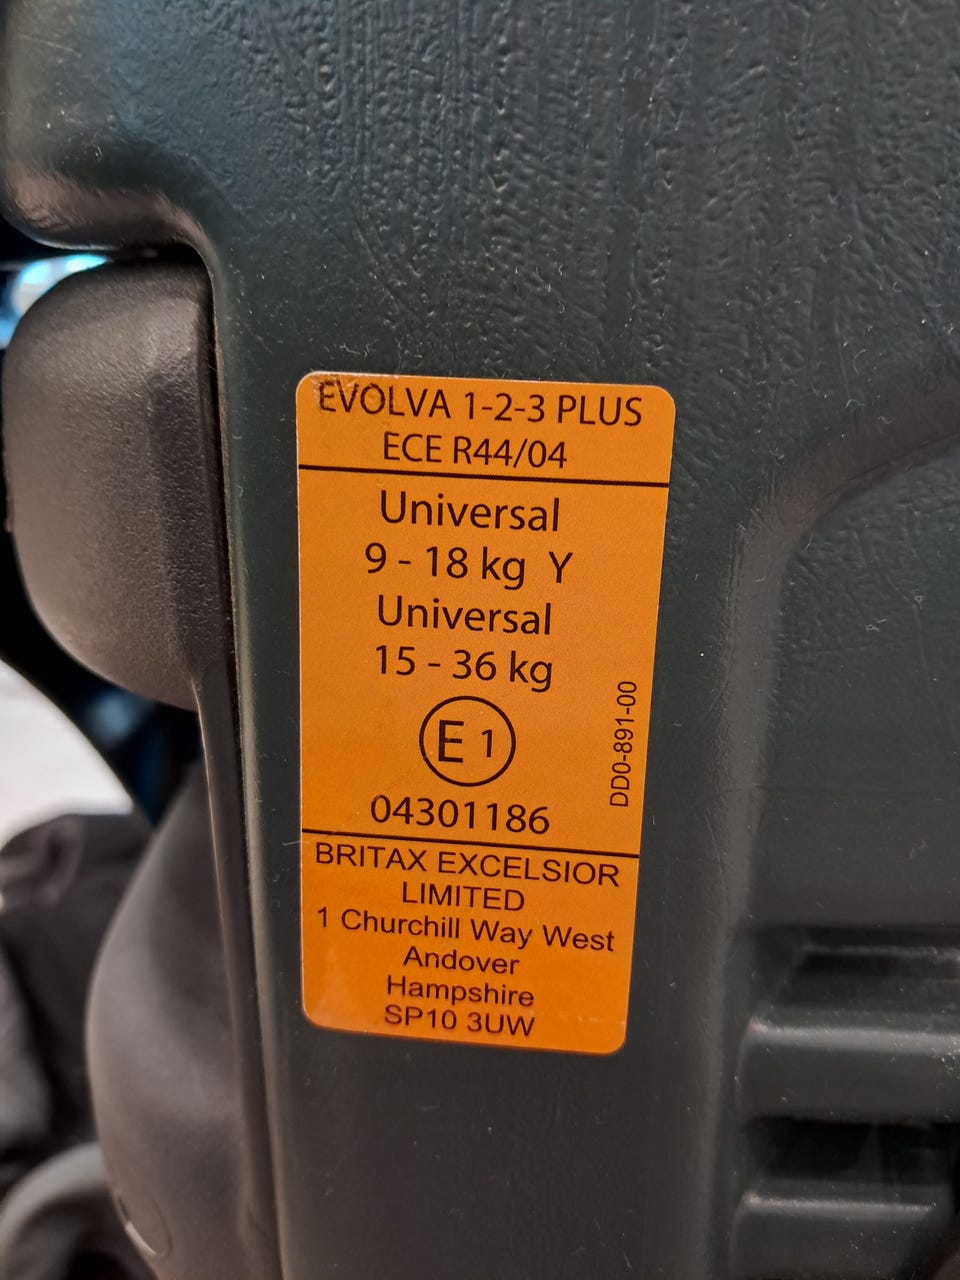 EVOLVA 1-2-3 PLUS
ECE R44/04
Universal
9 - 18 kg Y
Universal
15 - 36 kg
E 1
04301186
DD0-891-00
BRITAX EXCELSIOR
LIMITED
1 Churchill Way West
Andover
Hampshire
SP10 3UW